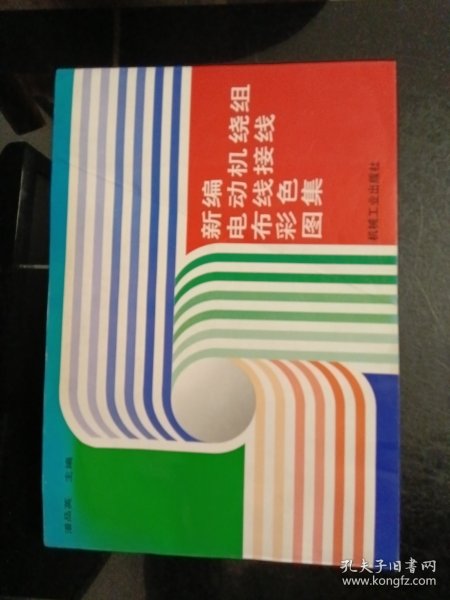 新编
电动机绕组
布线接线
彩色
图集
机械工业出版社
潘品英 主编
孔夫子旧书网
www.kongfz.com